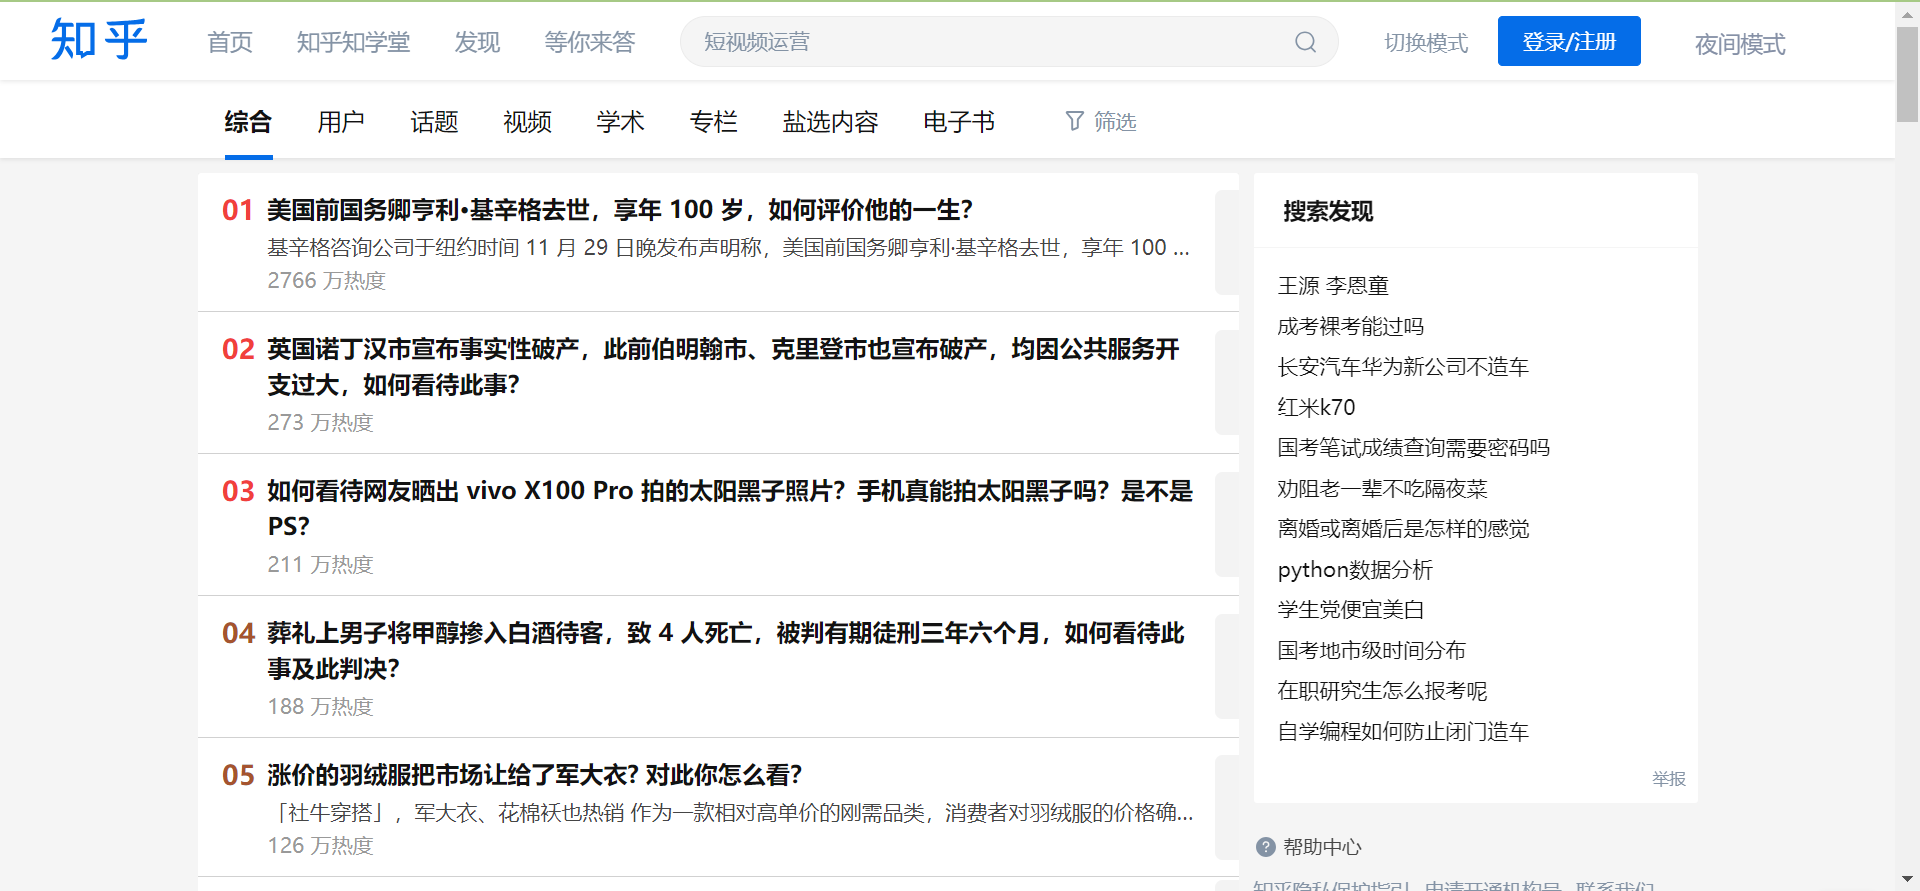 知乎 首页 知乎知学堂 发现 等你来答 短视频运营 切换模式 登录/注册 夜间模式
综合 用户 话题 视频 学术 专栏 盐选内容 电子书 筛选
01 美国前国务卿亨利·基辛格去世，享年 100 岁，如何评价他的一生？
基辛格咨询公司于纽约时间 11 月 29 日晚发布声明称，美国前国务卿亨利·基辛格去世，享年 100 ...
2766 万热度
02 英国诺丁汉市宣布事实性破产，此前伯明翰市、克里登市也宣布破产，均因公共服务开
支过大，如何看待此事？
273 万热度
03 如何看待网友晒出 vivo X100 Pro 拍的太阳黑子照片？手机真能拍太阳黑子吗？是不是
PS？
211 万热度
04 葬礼上男子将甲醇掺入白酒待客，致 4 人死亡，被判有期徒刑三年六个月，如何看待此
事及此判决？
188 万热度
05 涨价的羽绒服把市场让给了军大衣? 对此你怎么看？
「社牛穿搭」，军大衣、花棉袄也热销 作为一款相对高单价的刚需品类，消费者对羽绒服的价格确...
126 万热度
搜索发现
王源 李恩童
成考裸考能过吗
长安汽车华为新公司不造车
红米k70
国考笔试成绩查询需要密码吗
劝阻老一辈不吃隔夜菜
离婚或离婚后是怎样的感觉
python数据分析
学生党便宜美白
国考地市级时间分布
在职研究生怎么报考呢
自学编程如何防止闭门造车
举报
? 帮助中心
知乎隐私保护指引 申请开通机构号 联系我们